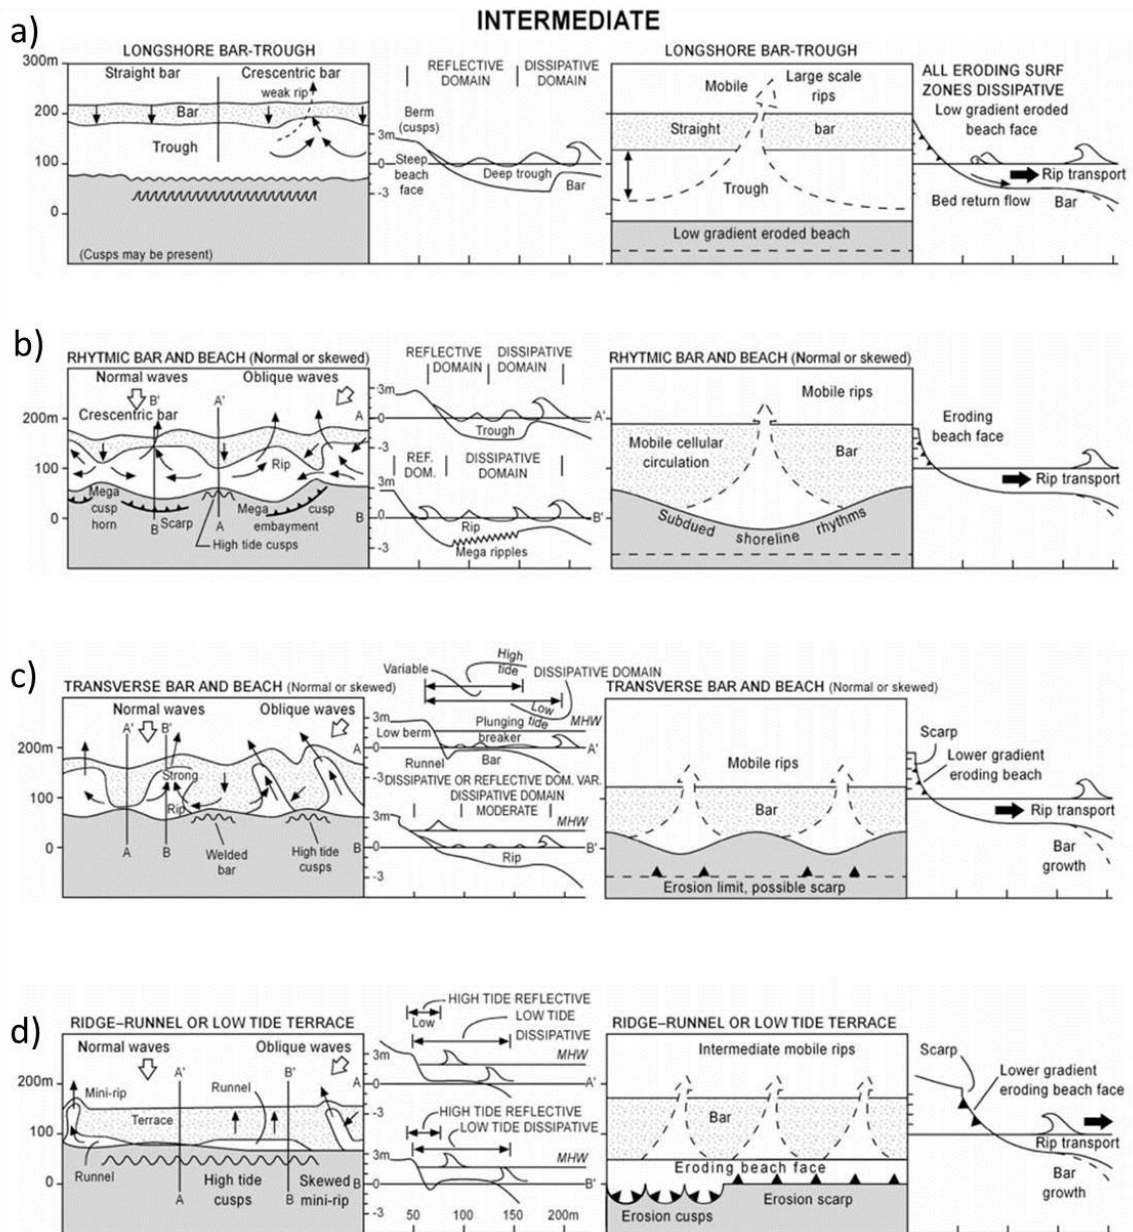 INTERMEDIATE
a)
LONGSHORE BAR-TROUGH
300m
200
100
0
Straight bar
Crescentric bar
weak rip
Bar
Trough
(Cusps may be present)
REFLECTIVE DOMAIN
DISSIPATIVE DOMAIN
Berm (cusps)
3m
0
-3
Steep beach face
Deep trough
Bar
LONGSHORE BAR-TROUGH
Mobile
Large scale rips
Straight
bar
Trough
Low gradient eroded beach
ALL ERODING SURF
ZONES DISSIPATIVE
Low gradient eroded
beach face
Rip transport
Bed return flow
Bar
b)
RHYTMIC BAR AND BEACH (Normal or skewed)
Normal waves
Oblique waves
B'
A'
Crescentric bar
200m
100
0
Rip
Mega cusp horn
B
Scarp
A
Mega
cusp
embayment
High tide cusps
A
B
REFLECTIVE DOMAIN
DISSIPATIVE DOMAIN
3m
0
-3
Trough
A'
REF. DOM.
DISSIPATIVE DOMAIN
3m
0
-3
Rip
Mega ripples
B'
RHYTMIC BAR AND BEACH (Normal or skewed)
Mobile rips
Mobile cellular circulation
Bar
Subdued shoreline rhythms
Eroding
beach face
Rip transport
c)
TRANSVERSE BAR AND BEACH (Normal or skewed)
Normal waves
Oblique waves
A'
B'
200m
100
0
Strong
Rip
A
B
Welded bar
High tide cusps
A
B
Variable
High tide
DISSIPATIVE DOMAIN
Low tide
3m
0
-3
Low berm
Plunging breaker
MHW
A'
Runnel
Bar
DISSIPATIVE OR REFLECTIVE DOM. VAR.
DISSIPATIVE DOMAIN
MODERATE
3m
0
-3
MHW
B'
Rip
TRANSVERSE BAR AND BEACH (Normal or skewed)
Mobile rips
Bar
Erosion limit, possible scarp
Scarp
Lower gradient
eroding beach
Rip transport
Bar
growth
d)
RIDGE–RUNNEL OR LOW TIDE TERRACE
Normal waves
Oblique waves
A'
B'
200m
100
0
Mini-rip
Runnel
Terrace
Runnel
A
High tide cusps
B
Skewed mini-rip
A
B
HIGH TIDE REFLECTIVE
Low
LOW TIDE
DISSIPATIVE
3m
0
-3
MHW
A'
HIGH TIDE REFLECTIVE
LOW TIDE DISSIPATIVE
3m
0
-3
MHW
B'
50
100
150
200m
RIDGE–RUNNEL OR LOW TIDE TERRACE
Intermediate mobile rips
Bar
Eroding beach face
Erosion cusps
Erosion scarp
Scarp
Lower gradient
eroding beach face
Rip transport
Bar
growth